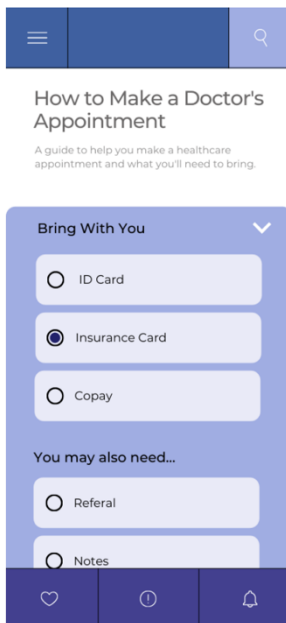 How to Make a Doctor's
Appointment
A guide to help you make a healthcare
appointment and what you'll need to bring.
Bring With You
ID Card
Insurance Card
Copay
You may also need...
Referal
Notes